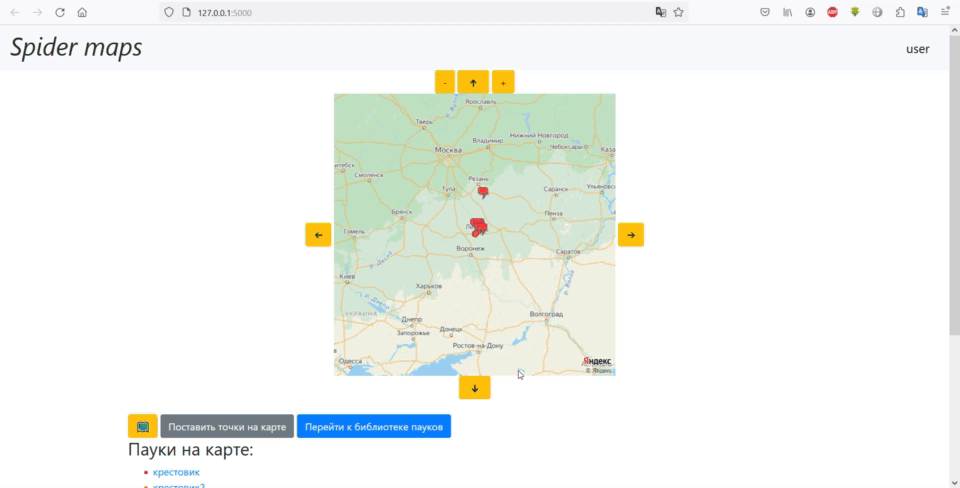 127.0.0.1:5000
Spider maps
user
- ↑ +
Ярославль
Тверь
Владимир
Нижний Новгород
Чебоксары
Москва
Смоленск
Рязань
Тула
Саранск
Брянск
Пенза
Гомель
Воронеж
Саратов
Киев
Харьков
УКРАИНА
Днепр
Волгоград
Запорожье
Донецк
Ростов-на-Дону
Одесса
Яндекс
← →
↓
Поставить точки на карте
Перейти к библиотеке пауков
Пауки на карте:
крестовик
крестовик2